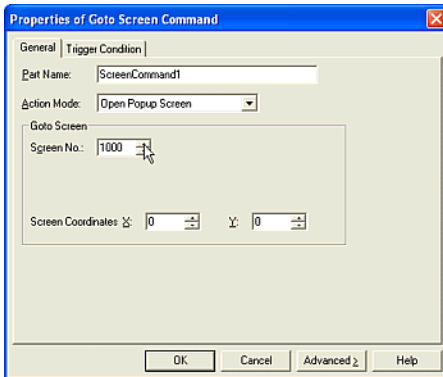 Properties of Goto Screen Command
General Trigger Condition
Part Name: ScreenCommand1
Action Mode: Open Popup Screen
Goto Screen
Screen No.: 1000
Screen Coordinates X: 0 Y: 0
OK Cancel Advanced > Help